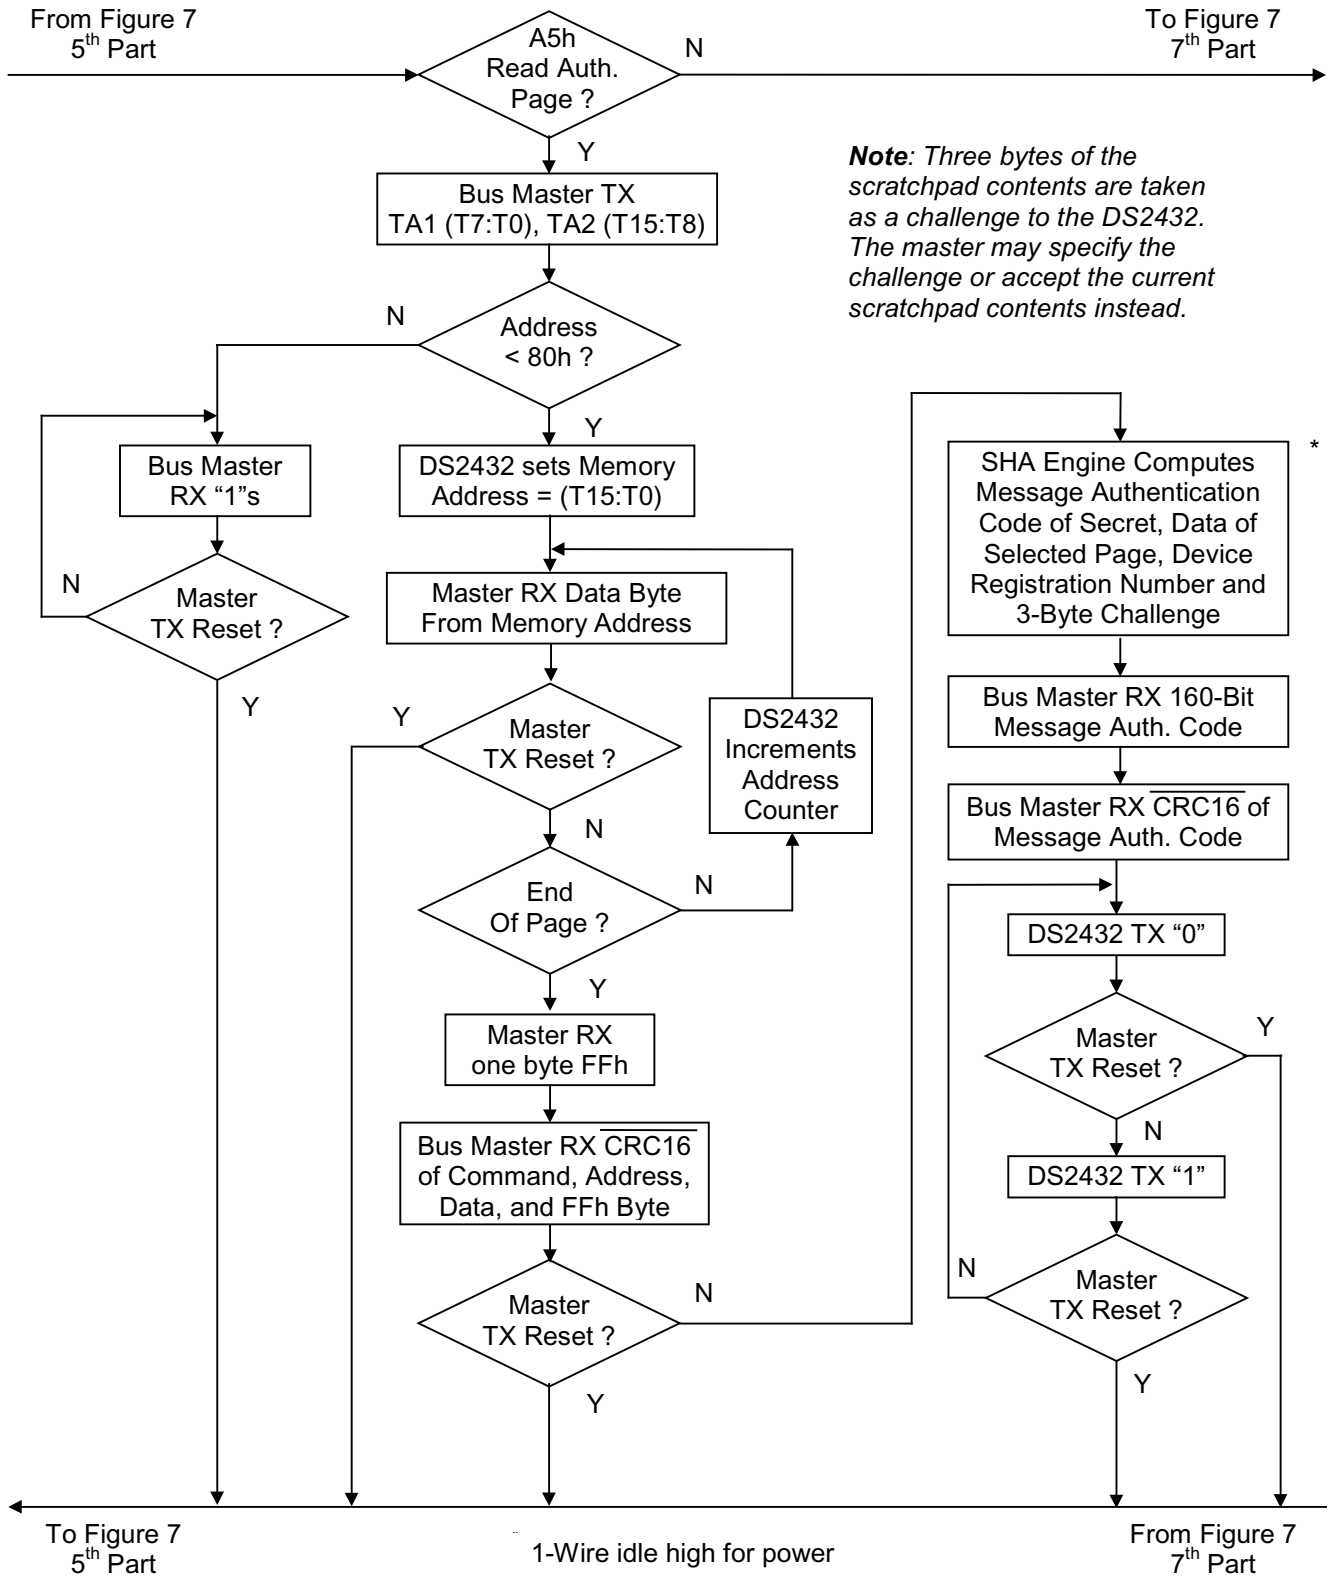 From Figure 7
5th Part
To Figure 7
7th Part
A5h
Read Auth.
Page ?
N
Y
Bus Master TX
TA1 (T7:T0), TA2 (T15:T8)
Note: Three bytes of the
scratchpad contents are taken
as a challenge to the DS2432.
The master may specify the
challenge or accept the current
scratchpad contents instead.
Address
< 80h ?
N
Y
Bus Master
RX “1”s
Master
TX Reset ?
N
Y
DS2432 sets Memory
Address = (T15:T0)
Master RX Data Byte
From Memory Address
Master
TX Reset ?
Y
N
DS2432
Increments
Address
Counter
End
Of Page ?
N
Y
Master RX
one byte FFh
Bus Master RX CRC16
of Command, Address,
Data, and FFh Byte
Master
TX Reset ?
N
Y
*
SHA Engine Computes
Message Authentication
Code of Secret, Data of
Selected Page, Device
Registration Number and
3-Byte Challenge
Bus Master RX 160-Bit
Message Auth. Code
Bus Master RX CRC16 of
Message Auth. Code
DS2432 TX “0”
Master
TX Reset ?
Y
N
DS2432 TX “1”
Master
TX Reset ?
N
Y
To Figure 7
5th Part
1-Wire idle high for power
From Figure 7
7th Part